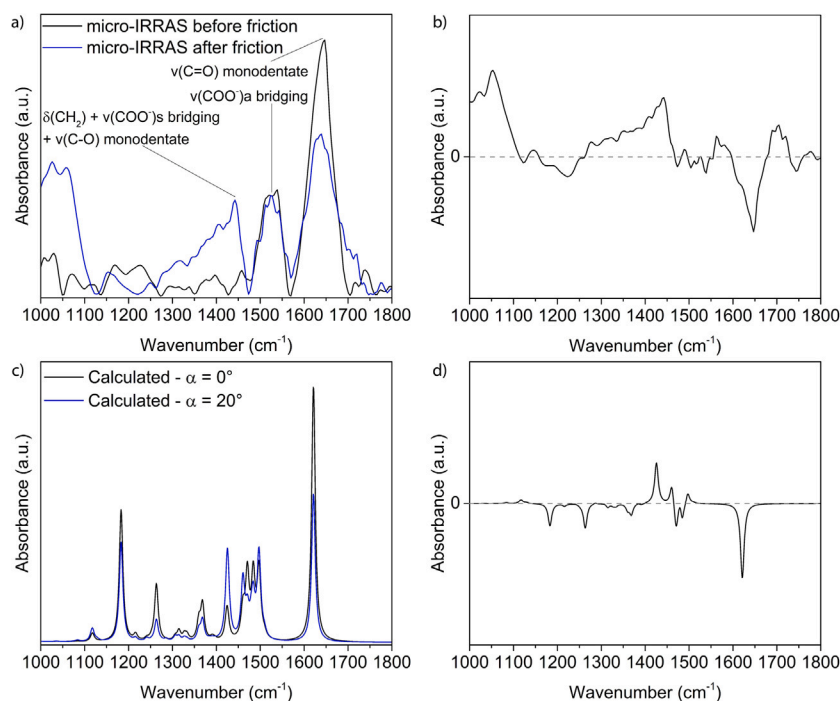 a)
micro-IRRAS before friction
micro-IRRAS after friction
ν(C=O) monodentate
ν(COO⁻)a bridging
δ(CH₂) + ν(COO⁻)s bridging
+ ν(C-O) monodentate
Absorbance (a.u.)
1000 1100 1200 1300 1400 1500 1600 1700 1800
Wavenumber (cm⁻¹)
b)
Absorbance (a.u.)
0
1000 1100 1200 1300 1400 1500 1600 1700 1800
Wavenumber (cm⁻¹)
c)
Calculated - α = 0°
Calculated - α = 20°
Absorbance (a.u.)
1000 1100 1200 1300 1400 1500 1600 1700 1800
Wavenumber (cm⁻¹)
d)
Absorbance (a.u.)
0
1000 1100 1200 1300 1400 1500 1600 1700 1800
Wavenumber (cm⁻¹)